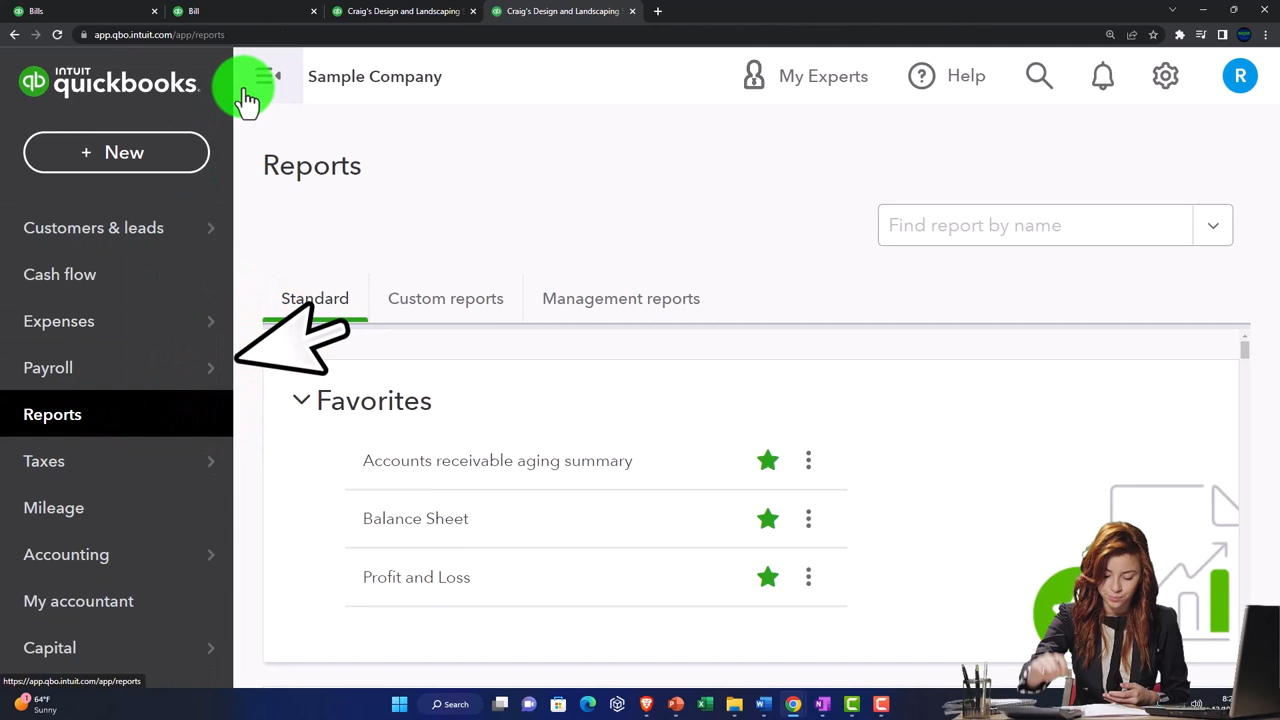 Bills
Bill
Craig's Design and Landscaping
Craig's Design and Landscaping
app.qbo.intuit.com/app/reports
INTUIT
quickbooks.
Sample Company
My Experts
Help
R
+ New
Reports
Customers & leads
Find report by name
Cash flow
Standard
Custom reports
Management reports
Expenses
Payroll
Favorites
Reports
Accounts receivable aging summary
Taxes
Mileage
Balance Sheet
Accounting
Profit and Loss
My accountant
Capital
https://app.qbo.intuit.com/app/reports
64°F
Sunny
Search